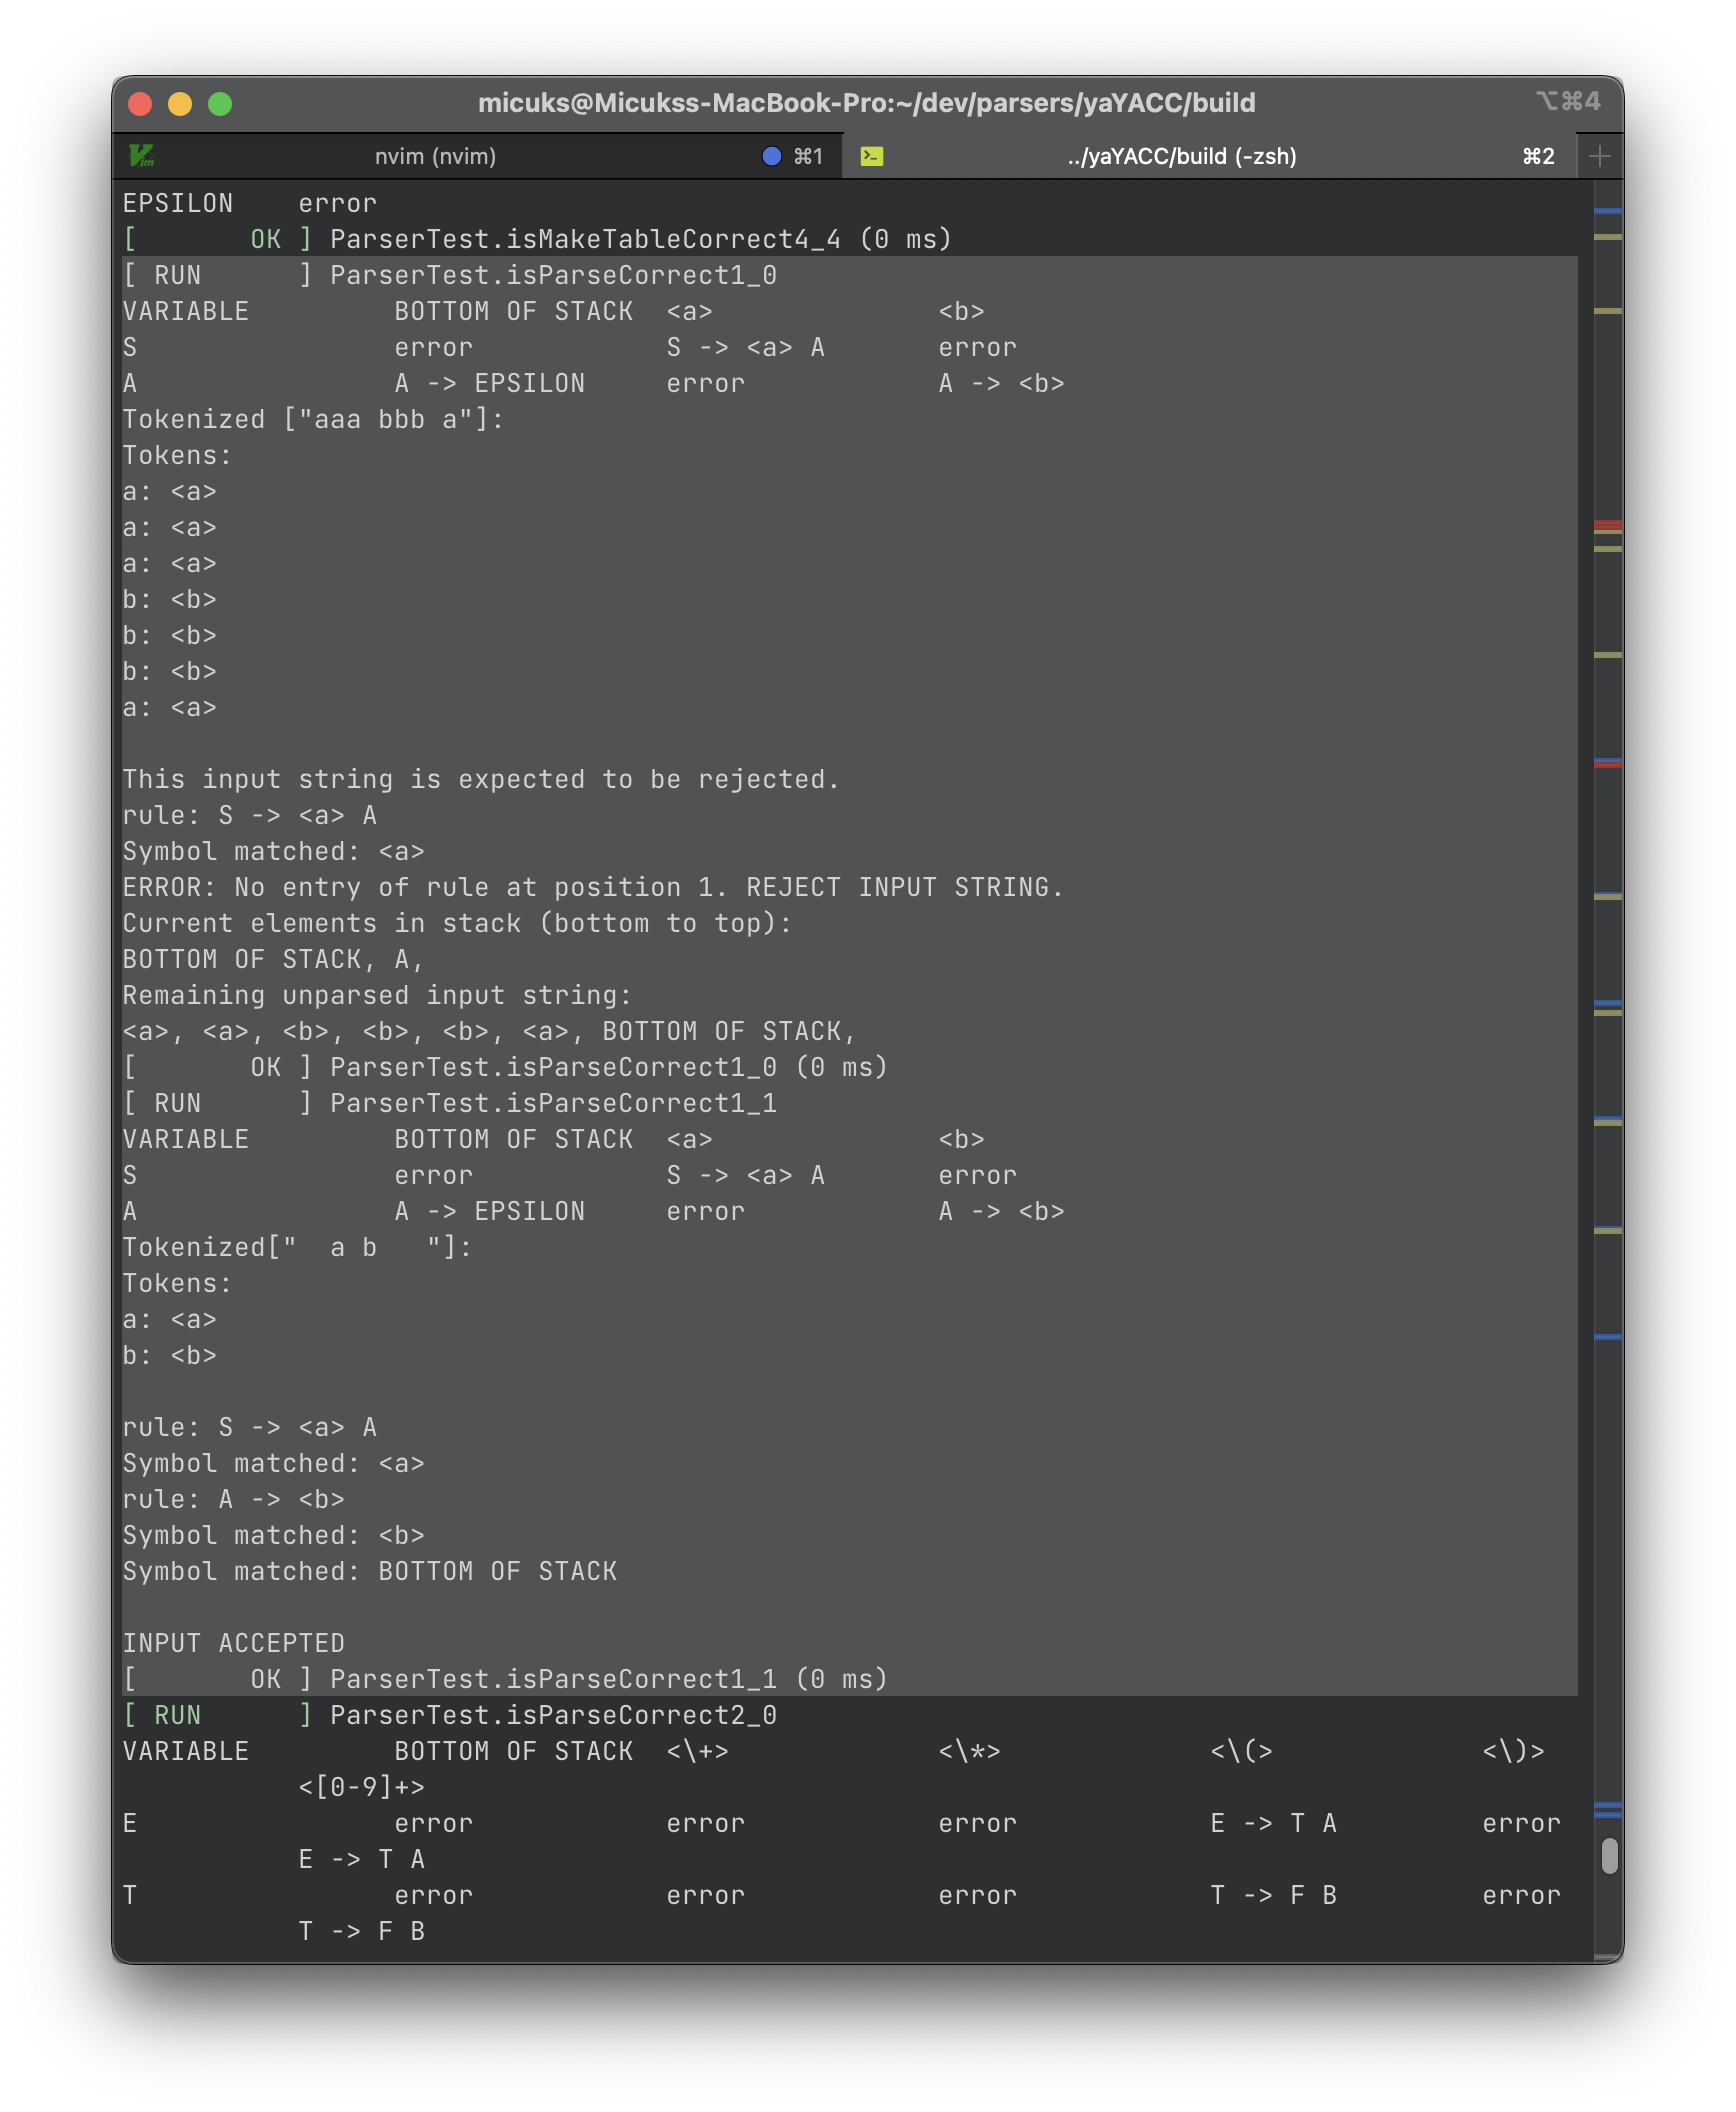 micuks@Micukss-MacBook-Pro:~/dev/parsers/yaYACC/build ⌥⌘4
nvim (nvim) ⌘1 ../yaYACC/build (-zsh) ⌘2
EPSILON    error
[       OK ] ParserTest.isMakeTableCorrect4_4 (0 ms)
[ RUN      ] ParserTest.isParseCorrect1_0
VARIABLE         BOTTOM OF STACK  <a>              <b>
S                error            S -> <a> A       error
A                A -> EPSILON     error            A -> <b>
Tokenized ["aaa bbb a"]:
Tokens:
a: <a>
a: <a>
a: <a>
b: <b>
b: <b>
b: <b>
a: <a>

This input string is expected to be rejected.
rule: S -> <a> A
Symbol matched: <a>
ERROR: No entry of rule at position 1. REJECT INPUT STRING.
Current elements in stack (bottom to top):
BOTTOM OF STACK, A,
Remaining unparsed input string:
<a>, <a>, <b>, <b>, <b>, <a>, BOTTOM OF STACK,
[       OK ] ParserTest.isParseCorrect1_0 (0 ms)
[ RUN      ] ParserTest.isParseCorrect1_1
VARIABLE         BOTTOM OF STACK  <a>              <b>
S                error            S -> <a> A       error
A                A -> EPSILON     error            A -> <b>
Tokenized["  a b   "]:
Tokens:
a: <a>
b: <b>

rule: S -> <a> A
Symbol matched: <a>
rule: A -> <b>
Symbol matched: <b>
Symbol matched: BOTTOM OF STACK

INPUT ACCEPTED
[       OK ] ParserTest.isParseCorrect1_1 (0 ms)
[ RUN      ] ParserTest.isParseCorrect2_0
VARIABLE         BOTTOM OF STACK  <\+>             <\*>             <\(>             <\)>
           <[0-9]+>
E                error            error            error            E -> T A         error
           E -> T A
T                error            error            error            T -> F B         error
           T -> F B